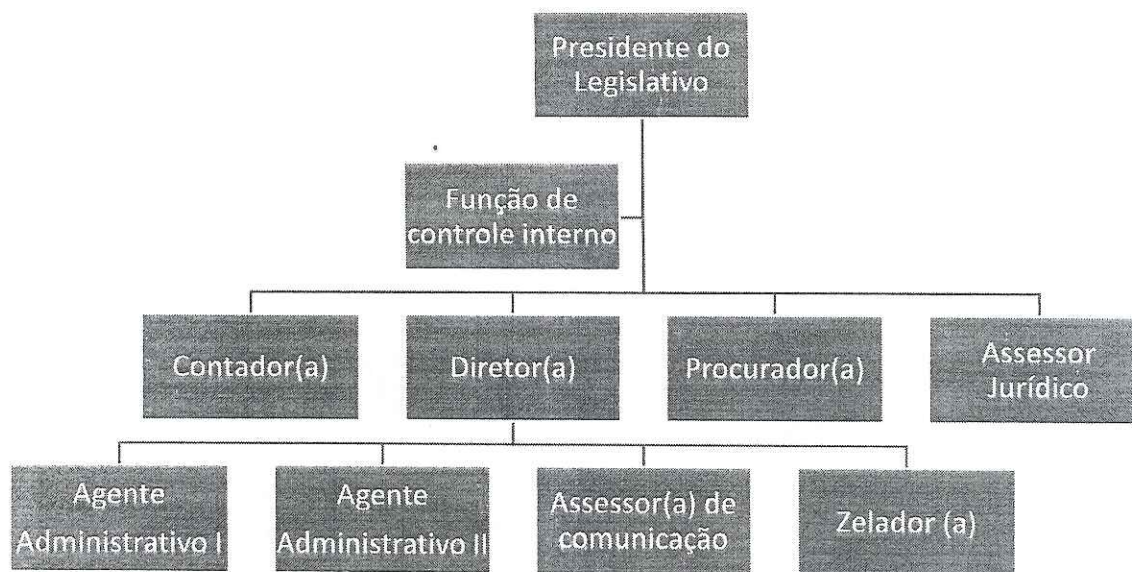 Presidente do
Legislativo
Função de
controle interno
Contador(a)
Diretor(a)
Procurador(a)
Assessor
Jurídico
Agente
Administrativo I
Agente
Administrativo II
Assessor(a) de
comunicação
Zelador (a)